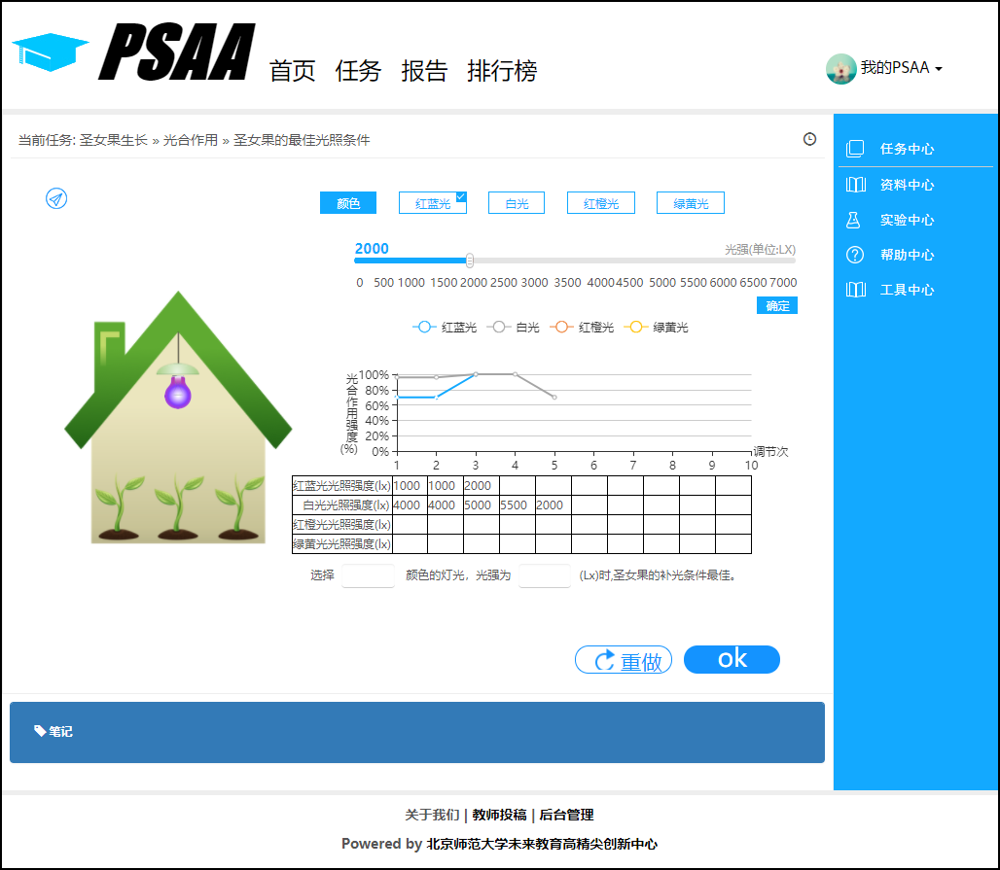 PSAA 首页 任务 报告 排行榜 我的PSAA
当前任务: 圣女果生长 » 光合作用 » 圣女果的最佳光照条件
任务中心
资料中心
实验中心
帮助中心
工具中心
颜色 红蓝光 白光 红橙光 绿黄光
2000 光强(单位:LX)
0 500 1000 1500 2000 2500 3000 3500 4000 4500 5000 5500 6000 6500 7000
确定
红蓝光 白光 红橙光 绿黄光
光合作用强度(%)
100%
80%
60%
40%
20%
0%
调节次
1 2 3 4 5 6 7 8 9 10
红蓝光光照强度(lx) 1000 1000 2000
白光光照强度(lx) 4000 4000 5000 5500 2000
红橙光光照强度(lx)
绿黄光光照强度(lx)
选择 颜色的灯光，光强为 (Lx)时,圣女果的补光条件最佳。
重做 ok
笔记
关于我们 | 教师投稿 | 后台管理
Powered by 北京师范大学未来教育高精尖创新中心